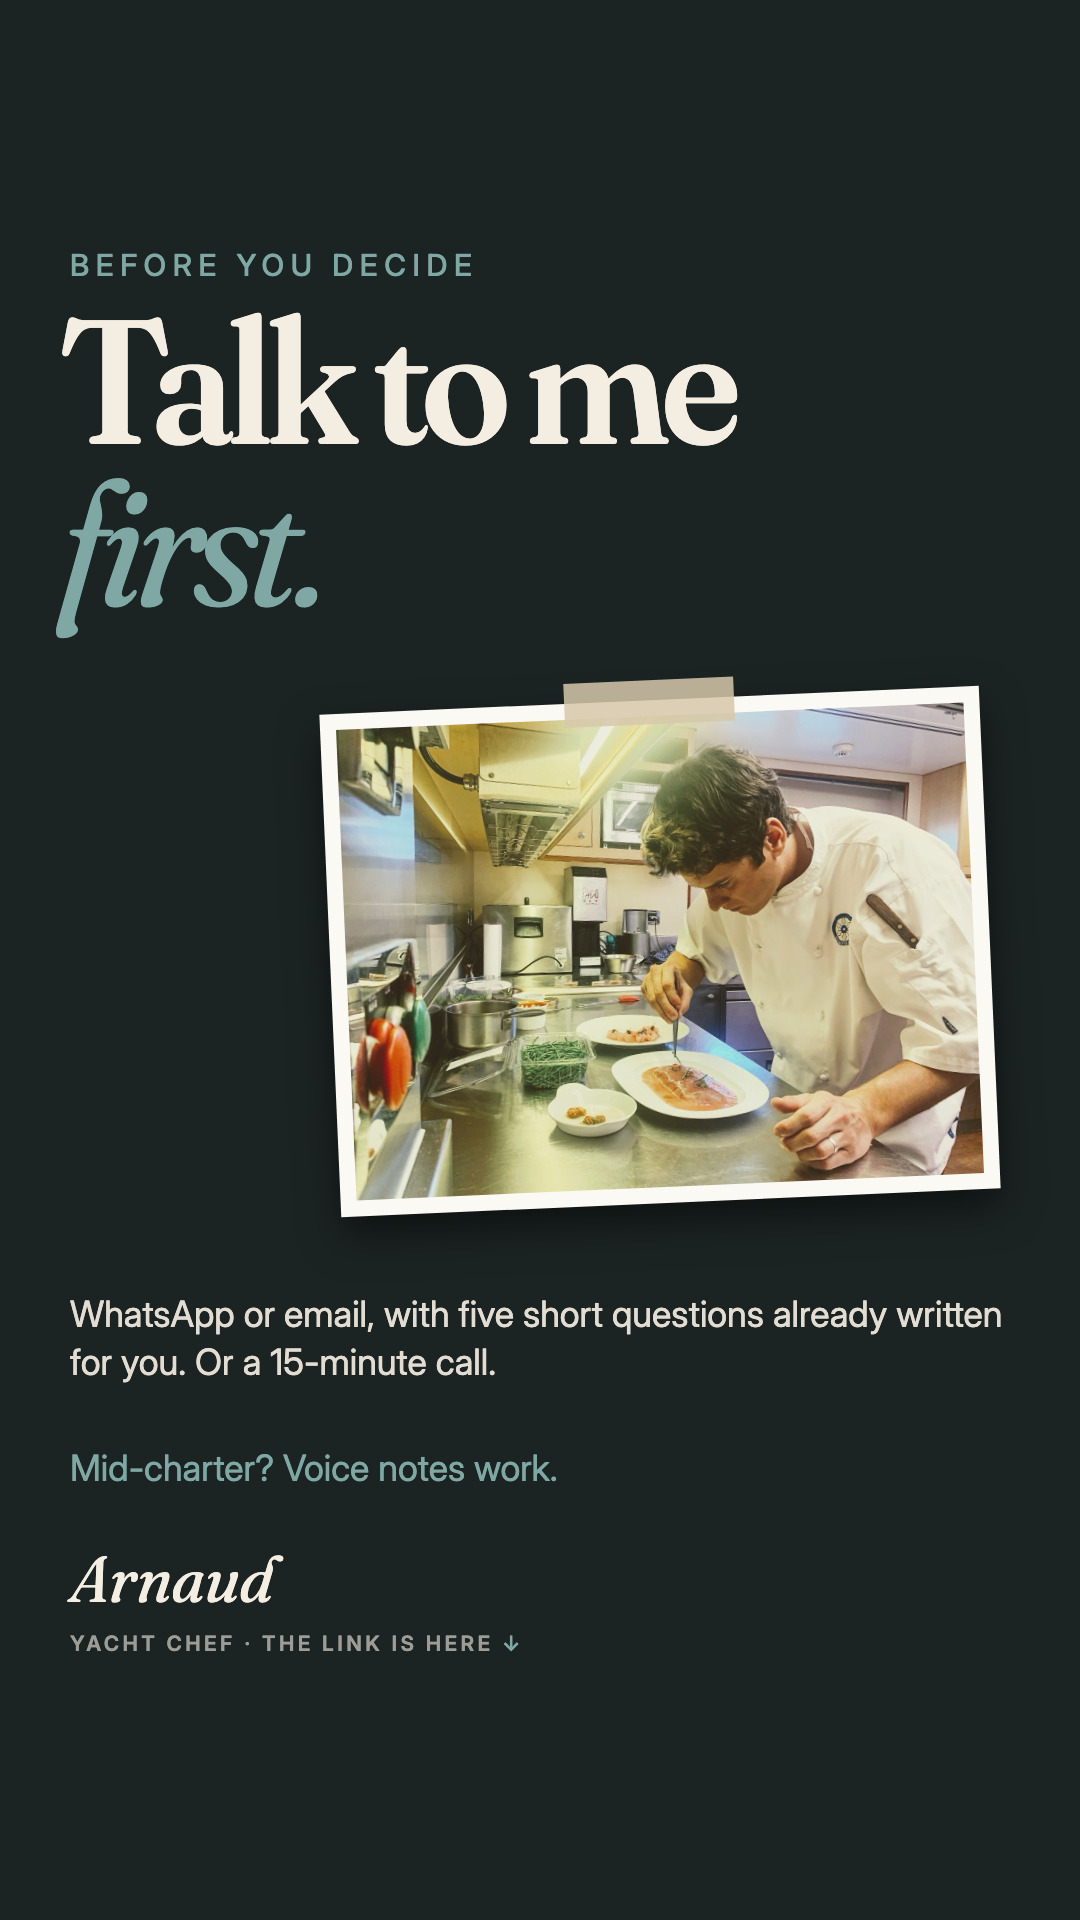 BEFORE YOU DECIDE
Talk to me
first.
WhatsApp or email, with five short questions already written
for you. Or a 15-minute call.
Mid-charter? Voice notes work.
Arnaud
YACHT CHEF · THE LINK IS HERE ↓